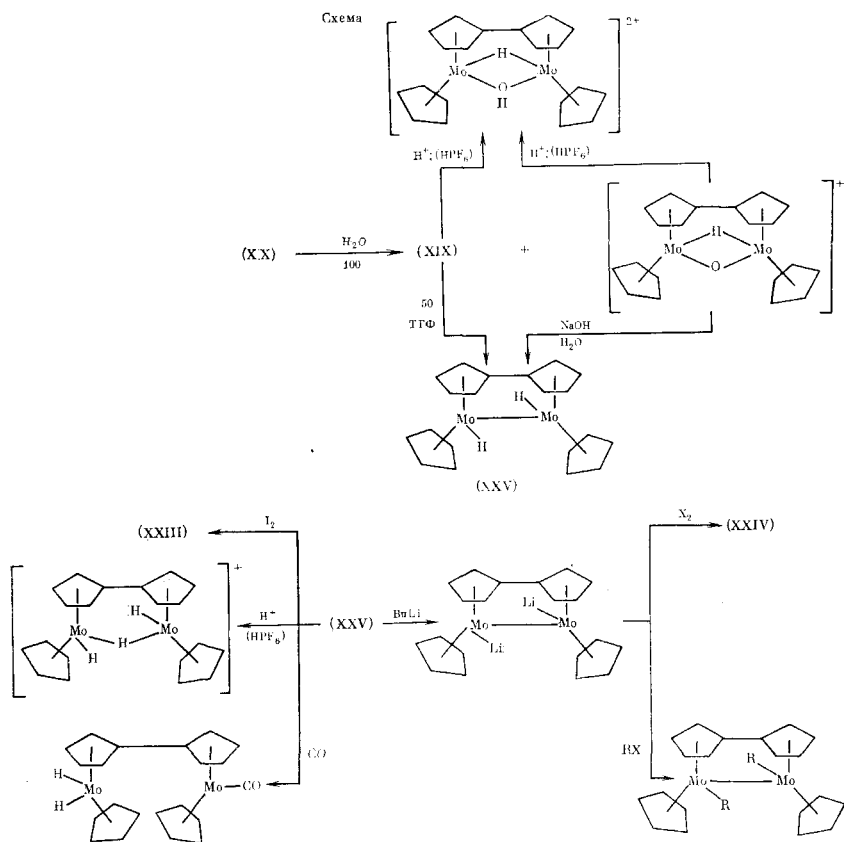 Схема
2+
H
Mo Mo
O
H
H⁺; (HPF₆) H⁺; (HPF₆)
+
H
Mo Mo
O
(XX) H₂O (XIX) +
100
50 NaOH
ТГФ H₂O
H
Mo Mo
H
(XXV)
(XXIII) I₂ X₂ (XXIV)
+
H Li
Mo H Mo H⁺ (XXV) BuLi Mo Mo
H (HPF₆) Li
CO RX
H R
Mo Mo—CO Mo Mo
H R